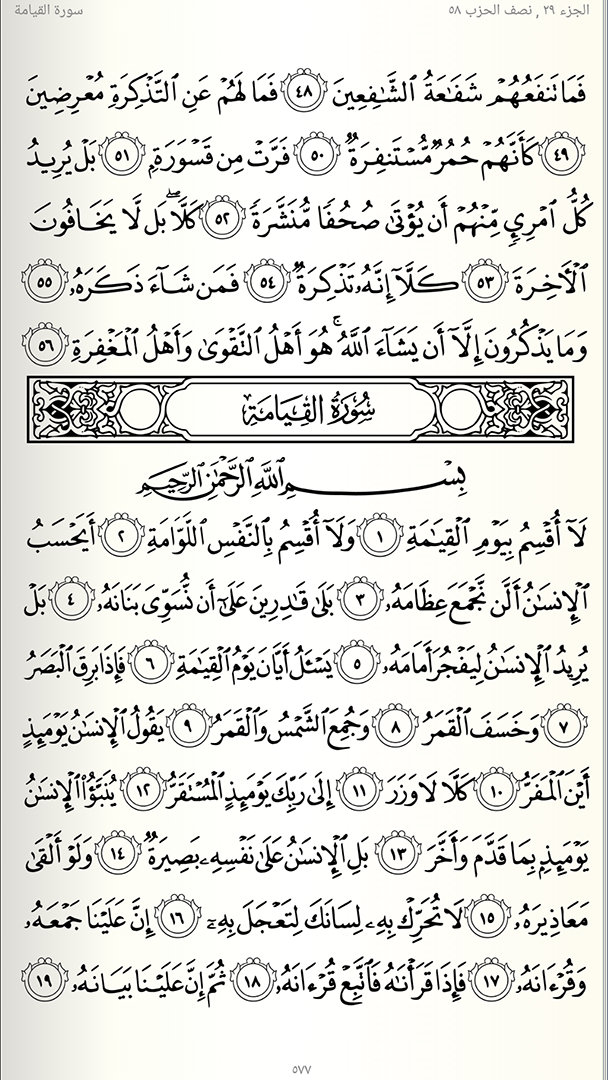 الجزء ٢٩ , نصف الحزب ٥٨
سورة القيامة
فَمَا تَنفَعُهُمْ شَفَٰعَةُ ٱلشَّٰفِعِينَ ٤٨ فَمَا لَهُمْ عَنِ ٱلتَّذْكِرَةِ مُعْرِضِينَ
٤٩ كَأَنَّهُمْ حُمُرٌ مُّسْتَنفِرَةٌ ٥٠ فَرَّتْ مِن قَسْوَرَةٍۭ ٥١ بَلْ يُرِيدُ
كُلُّ ٱمْرِئٍ مِّنْهُمْ أَن يُؤْتَىٰ صُحُفًا مُّنَشَّرَةً ٥٢ كَلَّاۖ بَل لَّا يَخَافُونَ
ٱلْأَخِرَةَ ٥٣ كَلَّآ إِنَّهُۥ تَذْكِرَةٌ ٥٤ فَمَن شَآءَ ذَكَرَهُۥ ٥٥
وَمَا يَذْكُرُونَ إِلَّآ أَن يَشَآءَ ٱللَّهُۚ هُوَ أَهْلُ ٱلتَّقْوَىٰ وَأَهْلُ ٱلْمَغْفِرَةِ ٥٦
سُورَةُ القِيَامَةِ
بِسْمِ ٱللَّهِ ٱلرَّحْمَٰنِ ٱلرَّحِيمِ
لَآ أُقْسِمُ بِيَوْمِ ٱلْقِيَٰمَةِ ١ وَلَآ أُقْسِمُ بِٱلنَّفْسِ ٱللَّوَّامَةِ ٢ أَيَحْسَبُ
ٱلْإِنسَٰنُ أَلَّن نَّجْمَعَ عِظَامَهُۥ ٣ بَلَىٰ قَٰدِرِينَ عَلَىٰٓ أَن نُّسَوِّىَ بَنَانَهُۥ ٤ بَلْ
يُرِيدُ ٱلْإِنسَٰنُ لِيَفْجُرَ أَمَامَهُۥ ٥ يَسْـَٔلُ أَيَّانَ يَوْمُ ٱلْقِيَٰمَةِ ٦ فَإِذَا بَرِقَ ٱلْبَصَرُ
٧ وَخَسَفَ ٱلْقَمَرُ ٨ وَجُمِعَ ٱلشَّمْسُ وَٱلْقَمَرُ ٩ يَقُولُ ٱلْإِنسَٰنُ يَوْمَئِذٍ
أَيْنَ ٱلْمَفَرُّ ١٠ كَلَّا لَا وَزَرَ ١١ إِلَىٰ رَبِّكَ يَوْمَئِذٍ ٱلْمُسْتَقَرُّ ١٢ يُنَبَّؤُا۟ ٱلْإِنسَٰنُ
يَوْمَئِذٍۭ بِمَا قَدَّمَ وَأَخَّرَ ١٣ بَلِ ٱلْإِنسَٰنُ عَلَىٰ نَفْسِهِۦ بَصِيرَةٌ ١٤ وَلَوْ أَلْقَىٰ
مَعَاذِيرَهُۥ ١٥ لَا تُحَرِّكْ بِهِۦ لِسَانَكَ لِتَعْجَلَ بِهِۦٓ ١٦ إِنَّ عَلَيْنَا جَمْعَهُۥ
وَقُرْءَانَهُۥ ١٧ فَإِذَا قَرَأْنَٰهُ فَٱتَّبِعْ قُرْءَانَهُۥ ١٨ ثُمَّ إِنَّ عَلَيْنَا بَيَانَهُۥ ١٩
٥٧٧